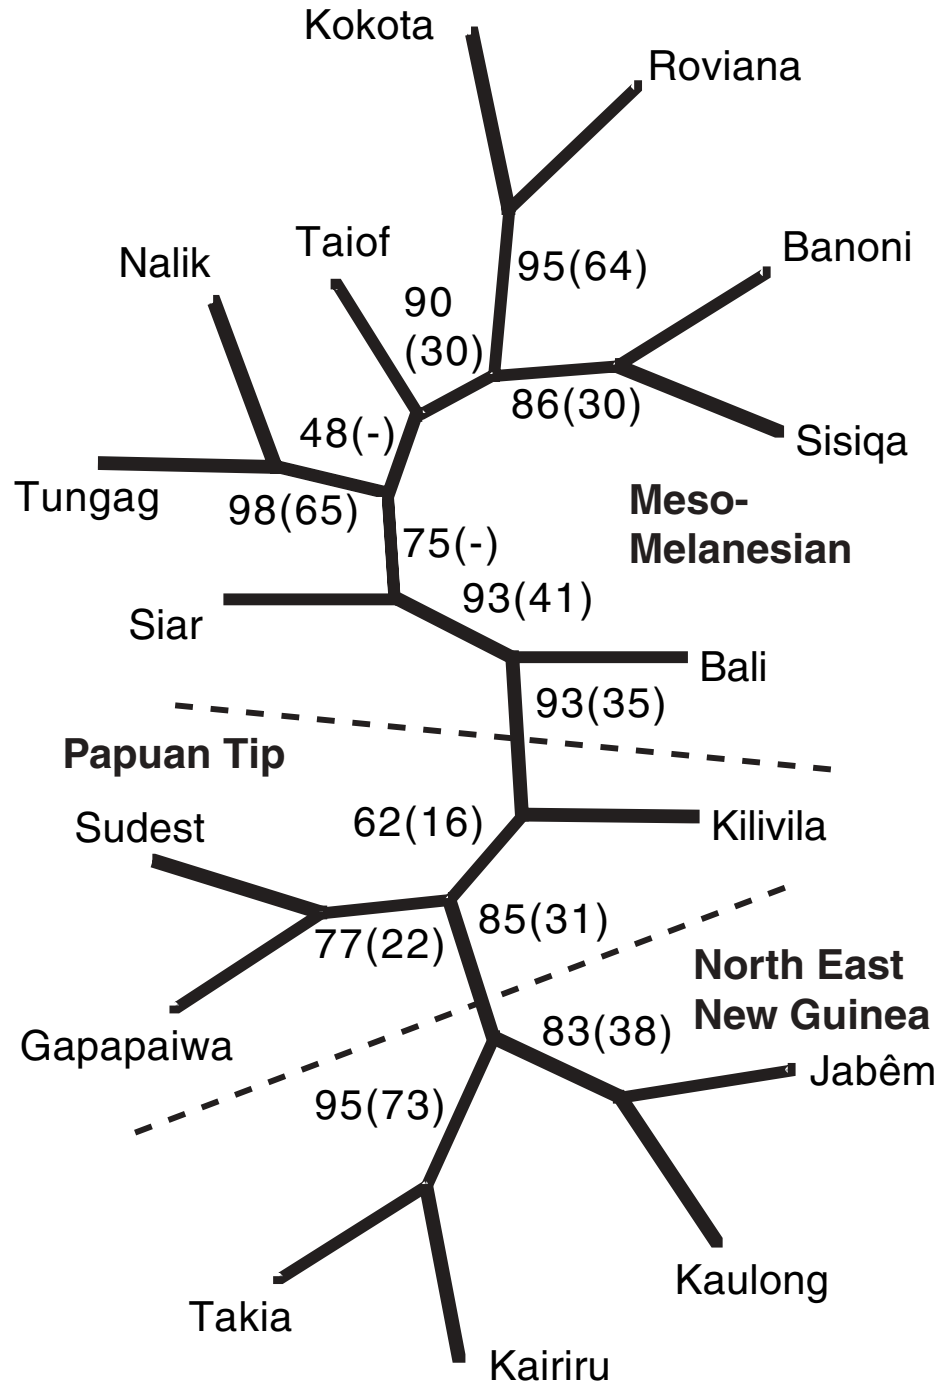 Kokota
Roviana
Banoni
Taiof
Nalik
95(64)
90
(30)
86(30)
48(-)
Sisiqa
Tungag
98(65)
Meso-
Melanesian
75(-)
93(41)
Siar
Bali
93(35)
Papuan Tip
62(16)
Kilivila
Sudest
85(31)
77(22)
North East
New Guinea
83(38)
Gapapaiwa
Jabêm
95(73)
Kaulong
Takia
Kairiru